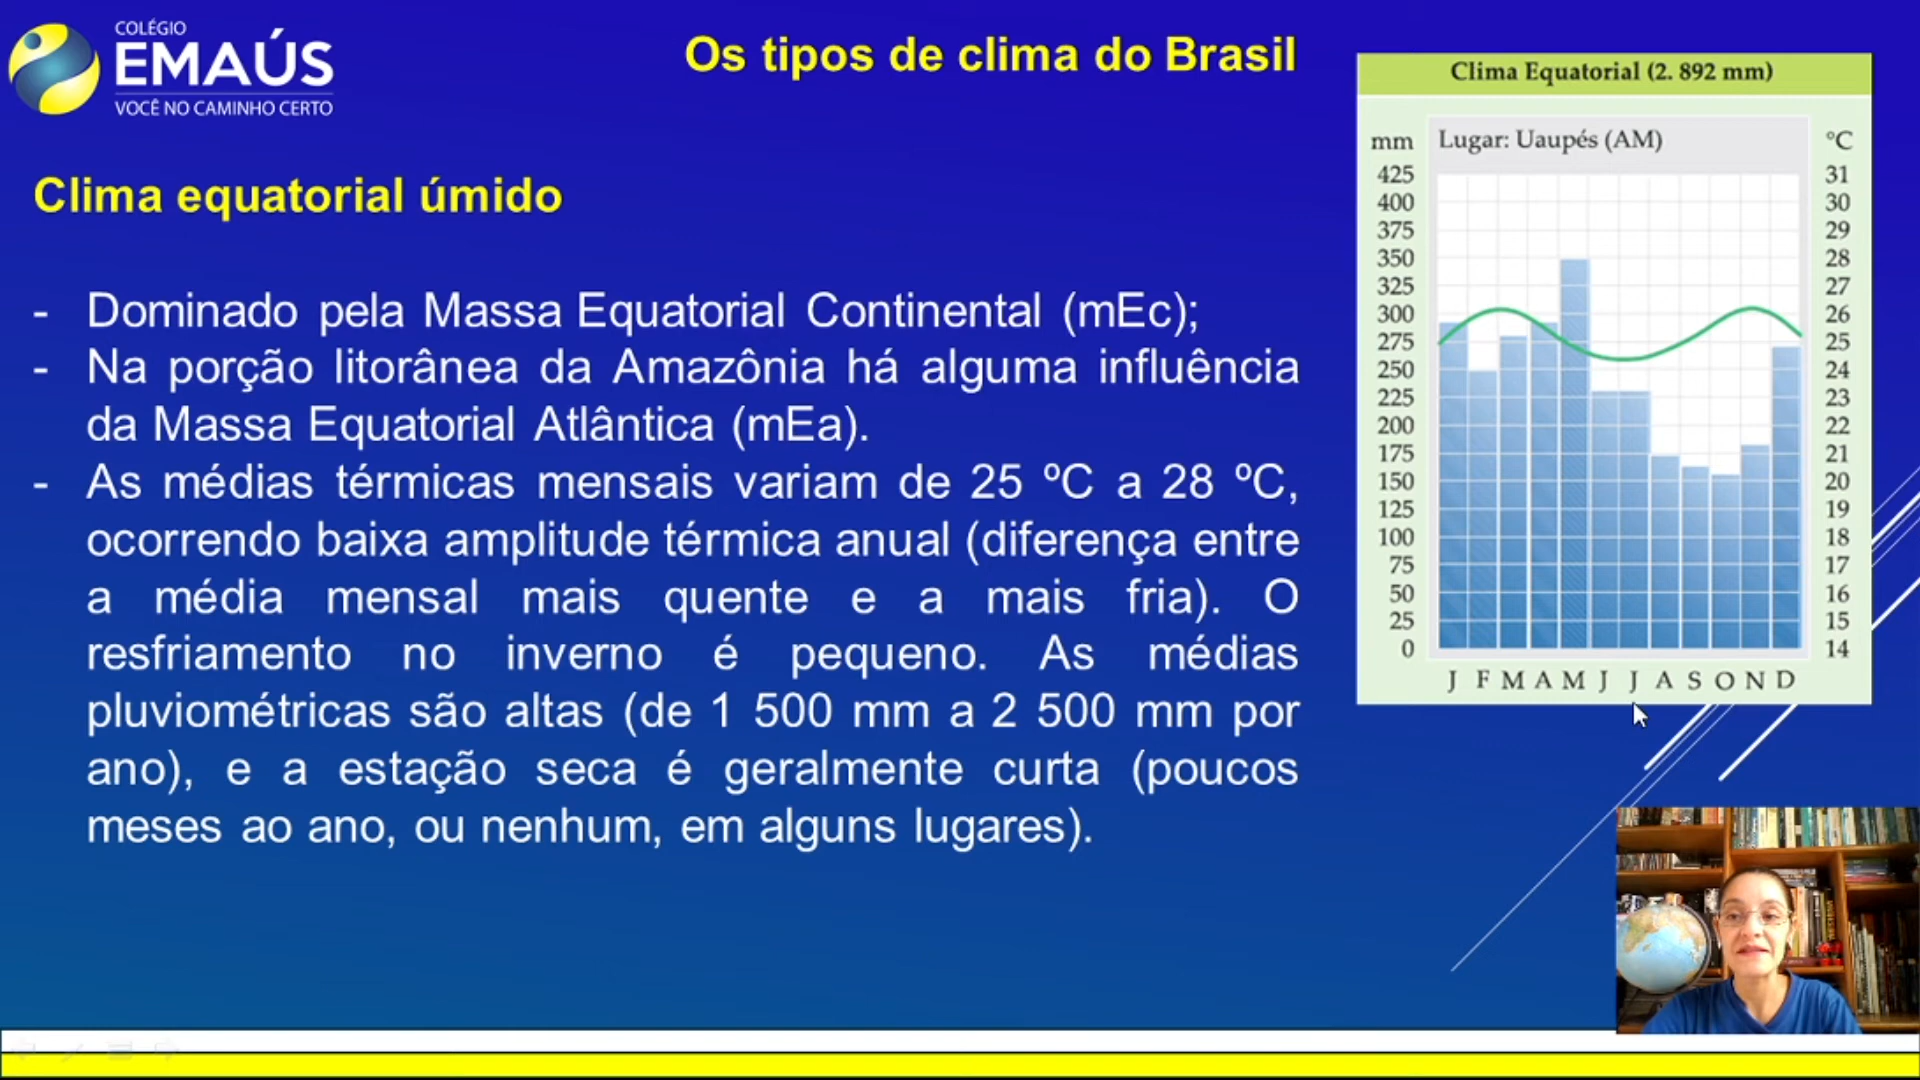 COLÉGIO
EMAÚS
VOCÊ NO CAMINHO CERTO
Os tipos de clima do Brasil
Clima equatorial úmido
- Dominado pela Massa Equatorial Continental (mEc);
- Na porção litorânea da Amazônia há alguma influência
da Massa Equatorial Atlântica (mEa).
- As médias térmicas mensais variam de 25 ºC a 28 ºC,
ocorrendo baixa amplitude térmica anual (diferença entre
a média mensal mais quente e a mais fria). O
resfriamento no inverno é pequeno. As médias
pluviométricas são altas (de 1 500 mm a 2 500 mm por
ano), e a estação seca é geralmente curta (poucos
meses ao ano, ou nenhum, em alguns lugares).
Clima Equatorial (2. 892 mm)
mm Lugar: Uaupés (AM) °C
425 31
400 30
375 29
350 28
325 27
300 26
275 25
250 24
225 23
200 22
175 21
150 20
125 19
100 18
75 17
50 16
25 15
0 14
J F M A M J J A S O N D